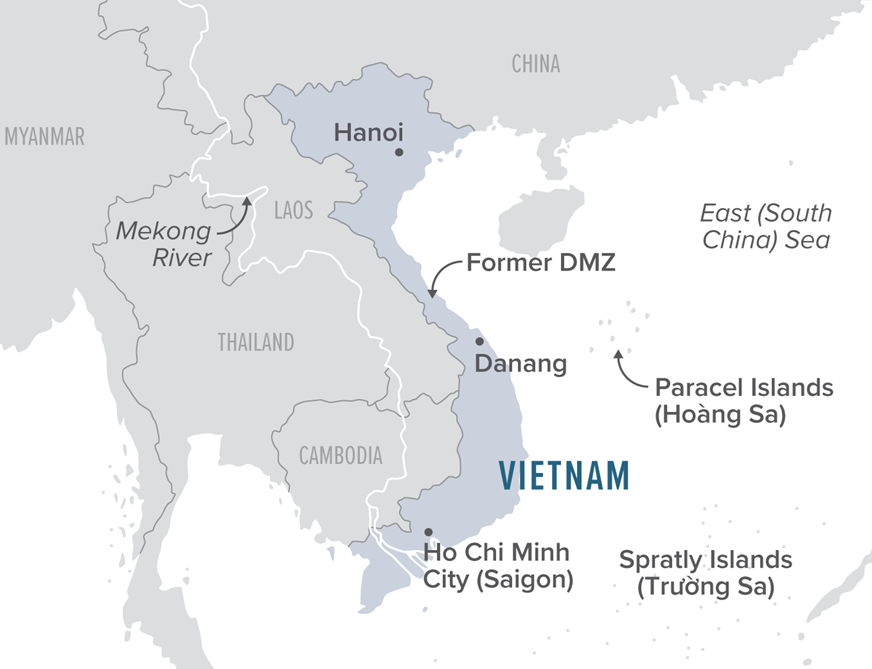 CHINA
Hanoi
MYANMAR
LAOS
East (South
China) Sea
Mekong
River
Former DMZ
THAILAND
Danang
Paracel Islands
(Hoàng Sa)
CAMBODIA
VIETNAM
Ho Chi Minh
City (Saigon)
Spratly Islands
(Trường Sa)